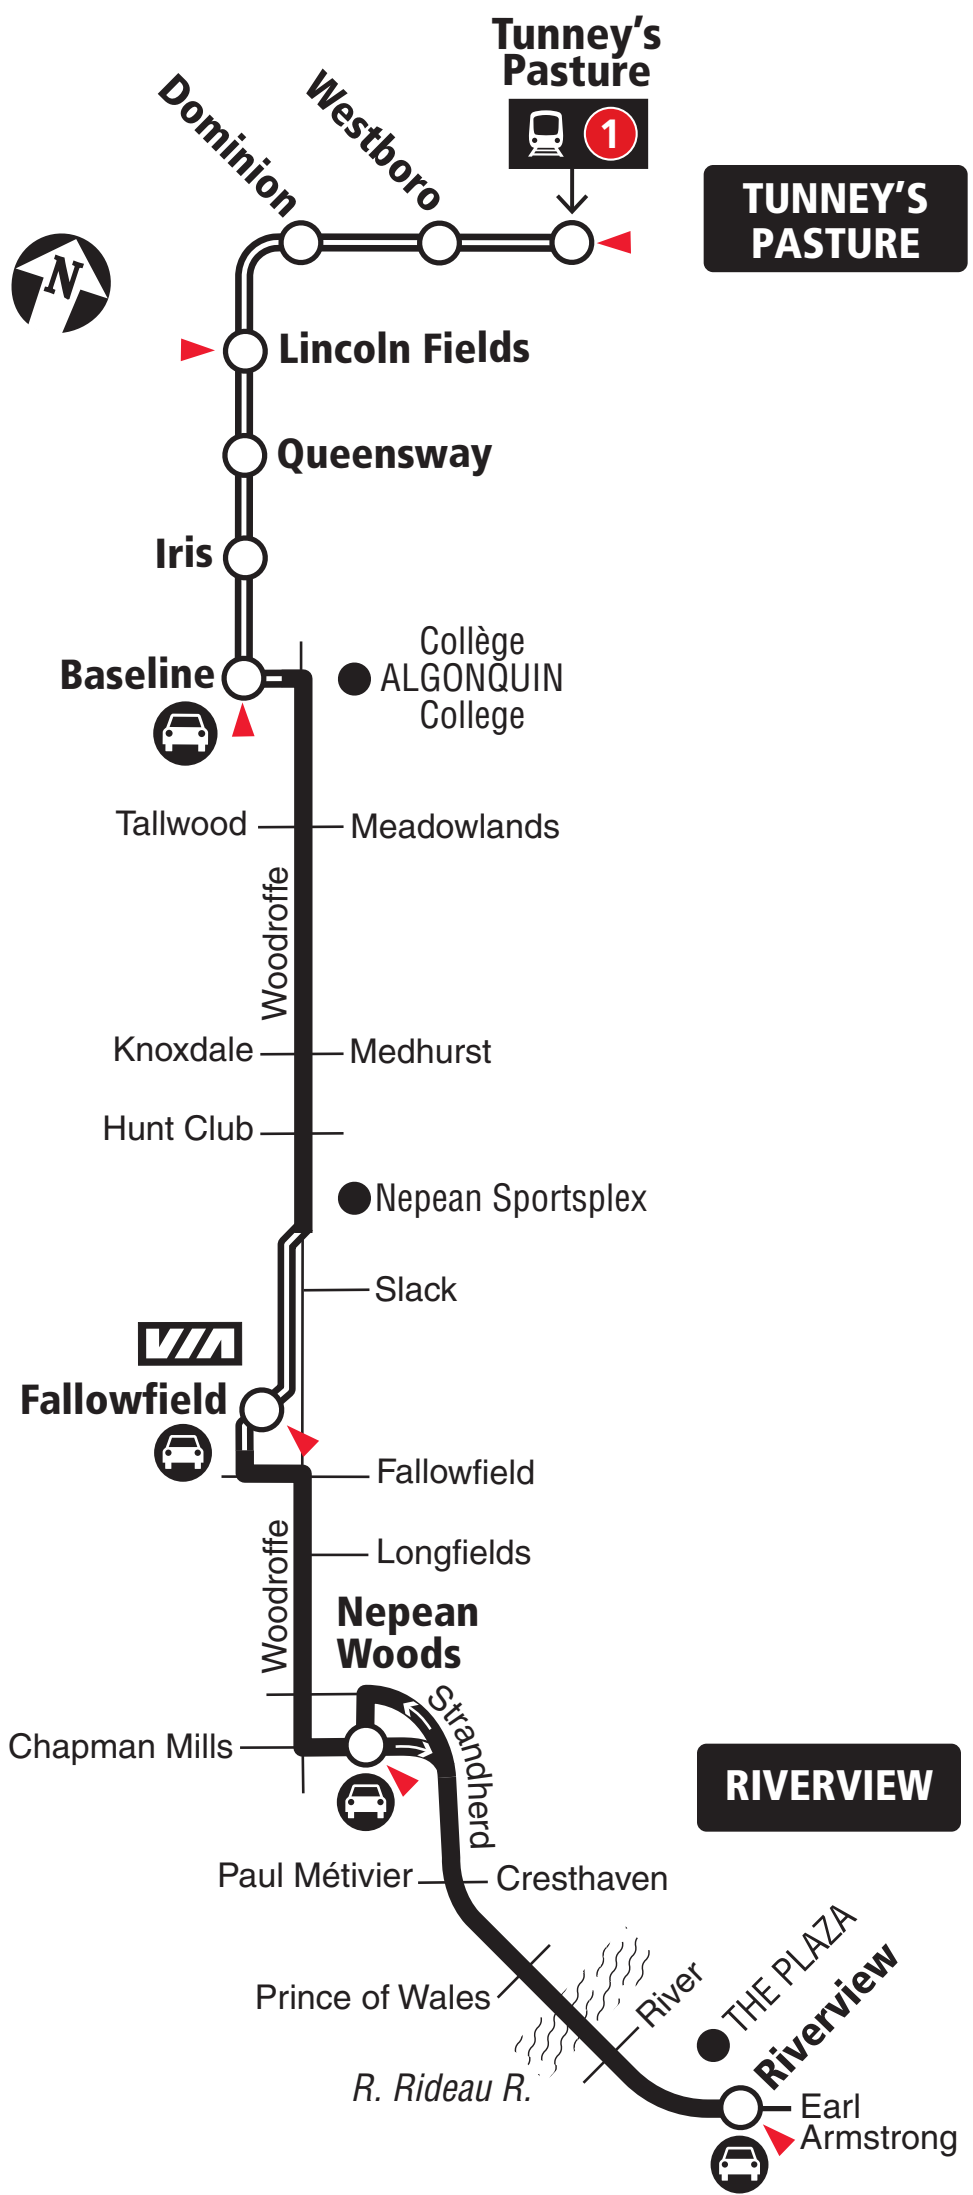 Tunney's
Pasture
1
Dominion
Westboro
TUNNEY'S
PASTURE
N
Lincoln Fields
Queensway
Iris
Baseline
Collège
ALGONQUIN
College
Tallwood
Meadowlands
Woodroffe
Knoxdale
Medhurst
Hunt Club
Nepean Sportsplex
Slack
VIA
Fallowfield
Fallowfield
Longfields
Woodroffe
Nepean
Woods
Strandherd
Chapman Mills
RIVERVIEW
Paul Métivier
Cresthaven
THE PLAZA
Riverview
Prince of Wales
River
R. Rideau R.
Earl
Armstrong